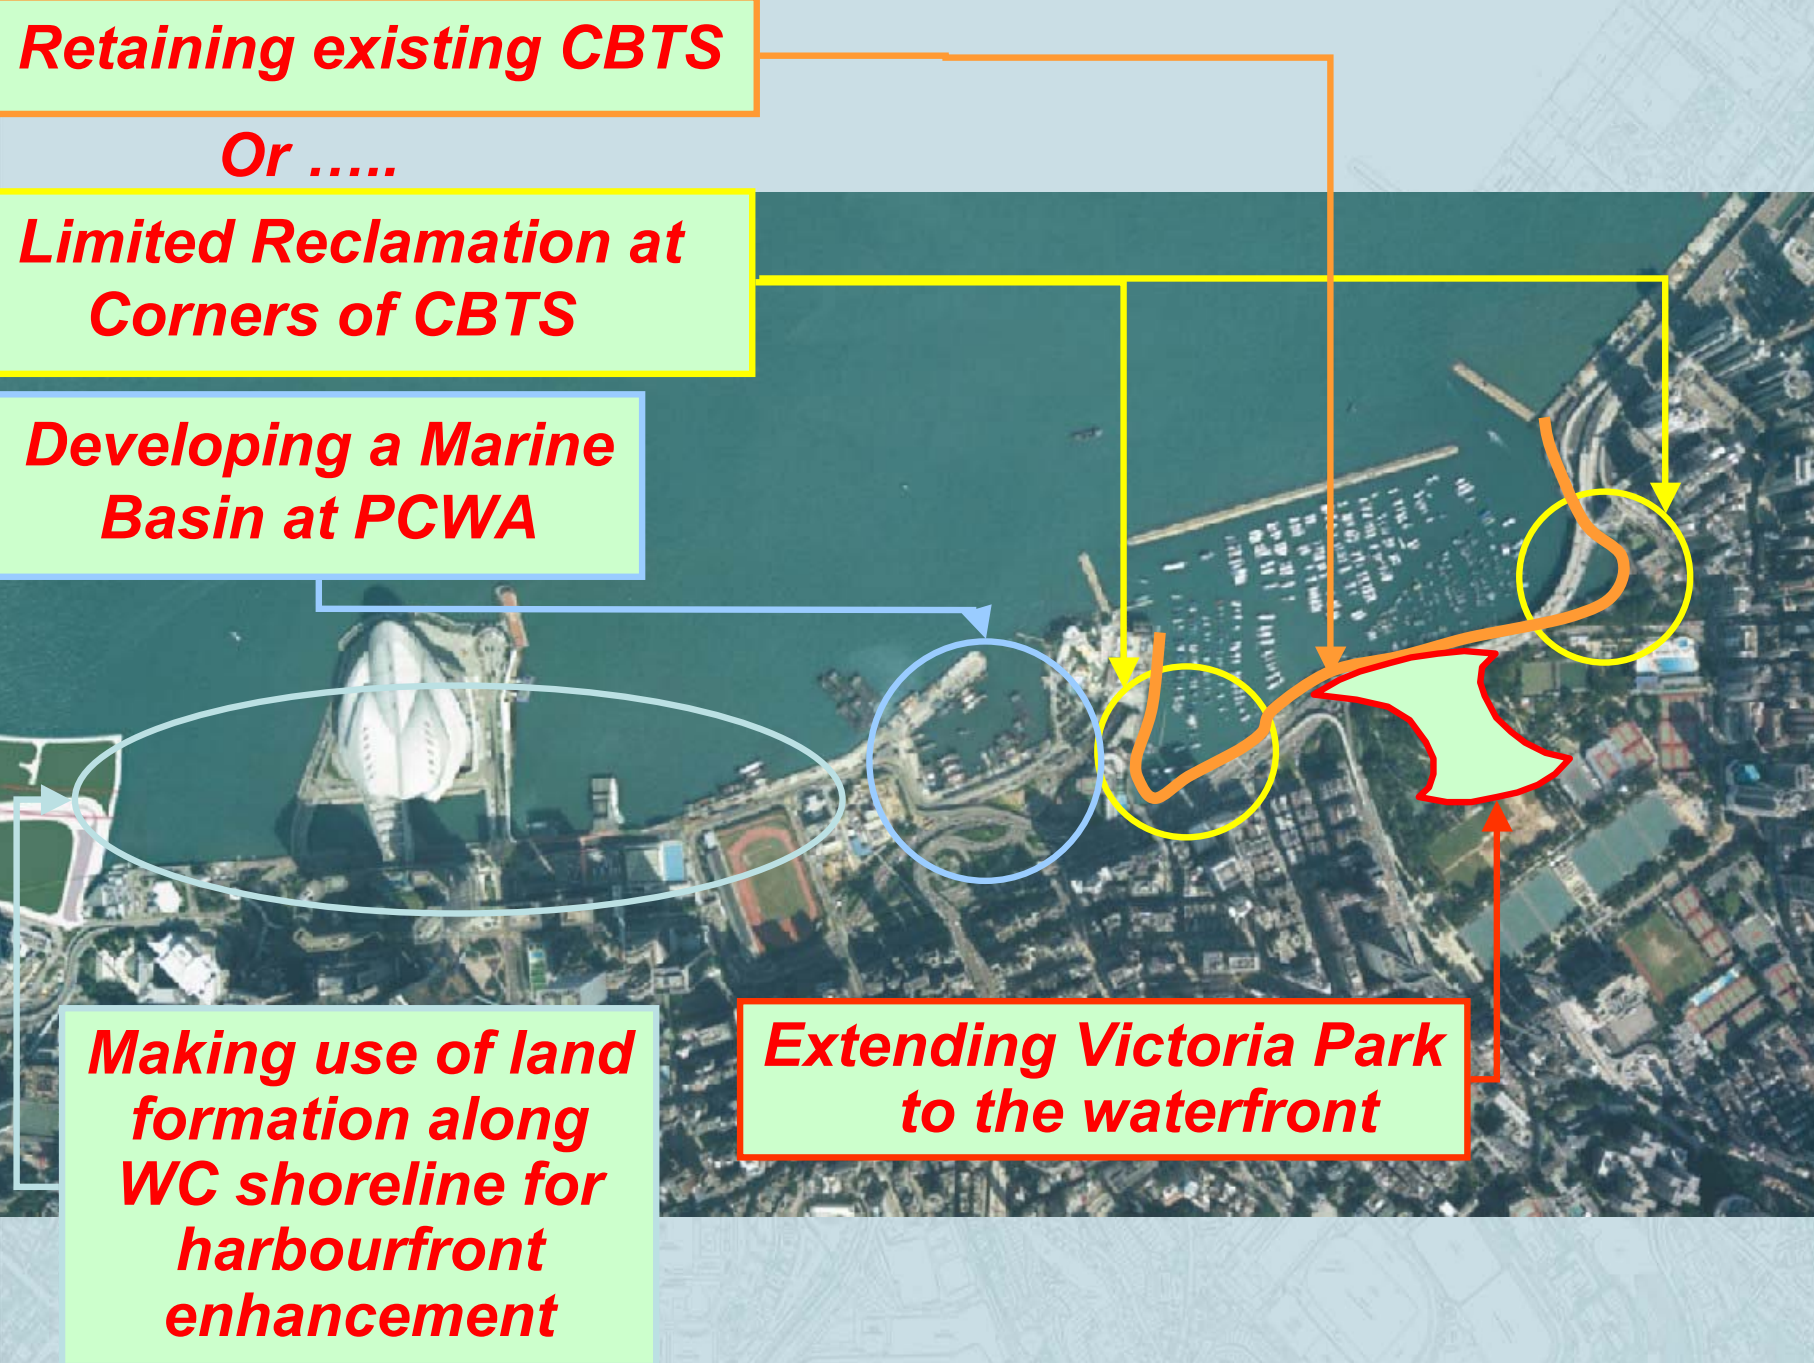 Retaining existing CBTS
Or …..
Limited Reclamation at
Corners of CBTS
Developing a Marine
Basin at PCWA
Making use of land
formation along
WC shoreline for
harbourfront
enhancement
Extending Victoria Park
to the waterfront